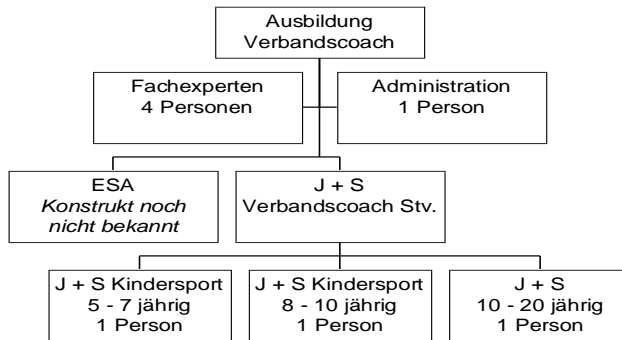 Ausbildung
Verbandscoach
Fachexperten
4 Personen
Administration
1 Person
ESA
Konstrukt noch
nicht bekannt
J + S
Verbandscoach Stv.
J + S Kindersport
5 - 7 jährig
1 Person
J + S Kindersport
8 - 10 jährig
1 Person
J + S
10 - 20 jährig
1 Person